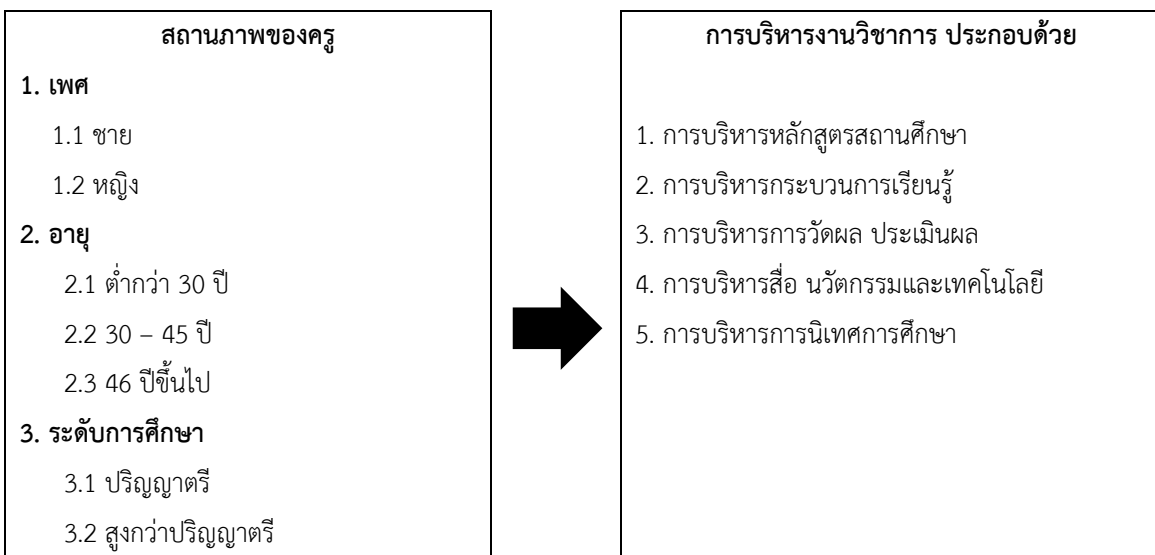 สถานภาพของครู
1. เพศ
1.1 ชาย
1.2 หญิง
2. อายุ
2.1 ต่ำกว่า 30 ปี
2.2 30 – 45 ปี
2.3 46 ปีขึ้นไป
3. ระดับการศึกษา
3.1 ปริญญาตรี
3.2 สูงกว่าปริญญาตรี
การบริหารงานวิชาการ ประกอบด้วย
1. การบริหารหลักสูตรสถานศึกษา
2. การบริหารกระบวนการเรียนรู้
3. การบริหารการวัดผล ประเมินผล
4. การบริหารสื่อ นวัตกรรมและเทคโนโลยี
5. การบริหารการนิเทศการศึกษา